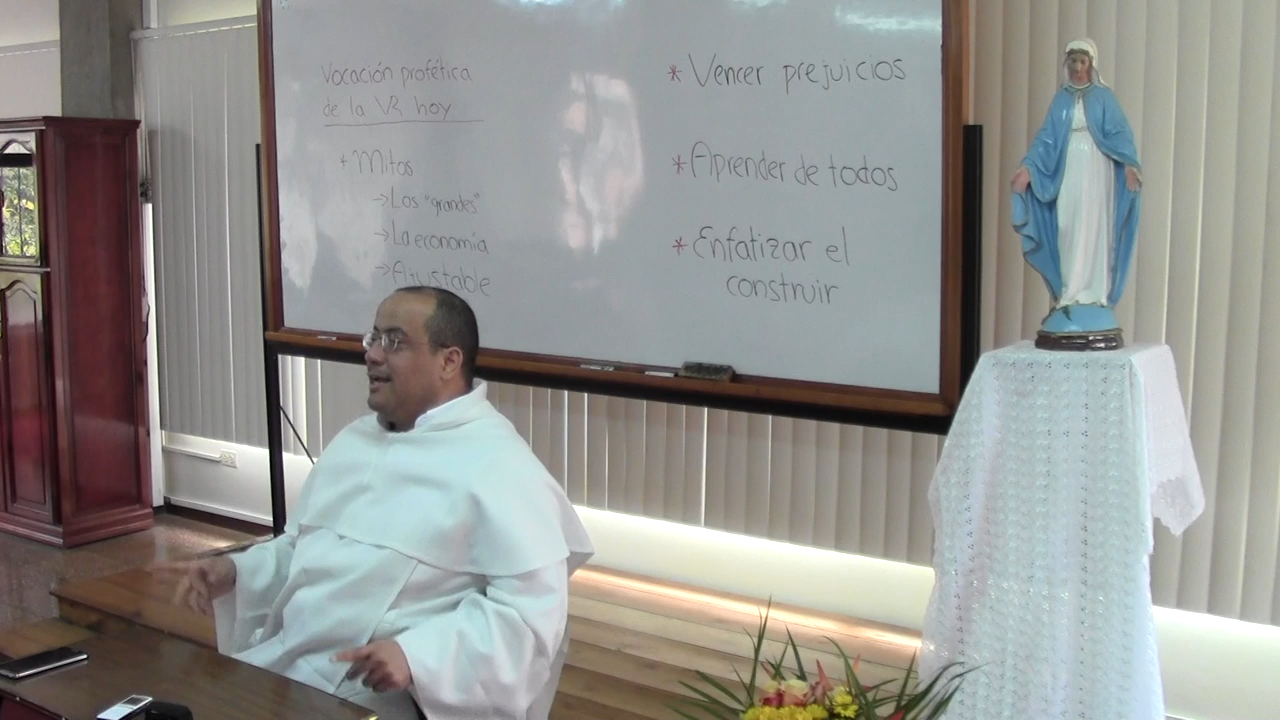 Vocación profética
de la VR hoy
+ Mitos
→ Los "grandes"
→ La economía
→ Ajustable
* Vencer prejuicios
* Aprender de todos
* Enfatizar el
construir